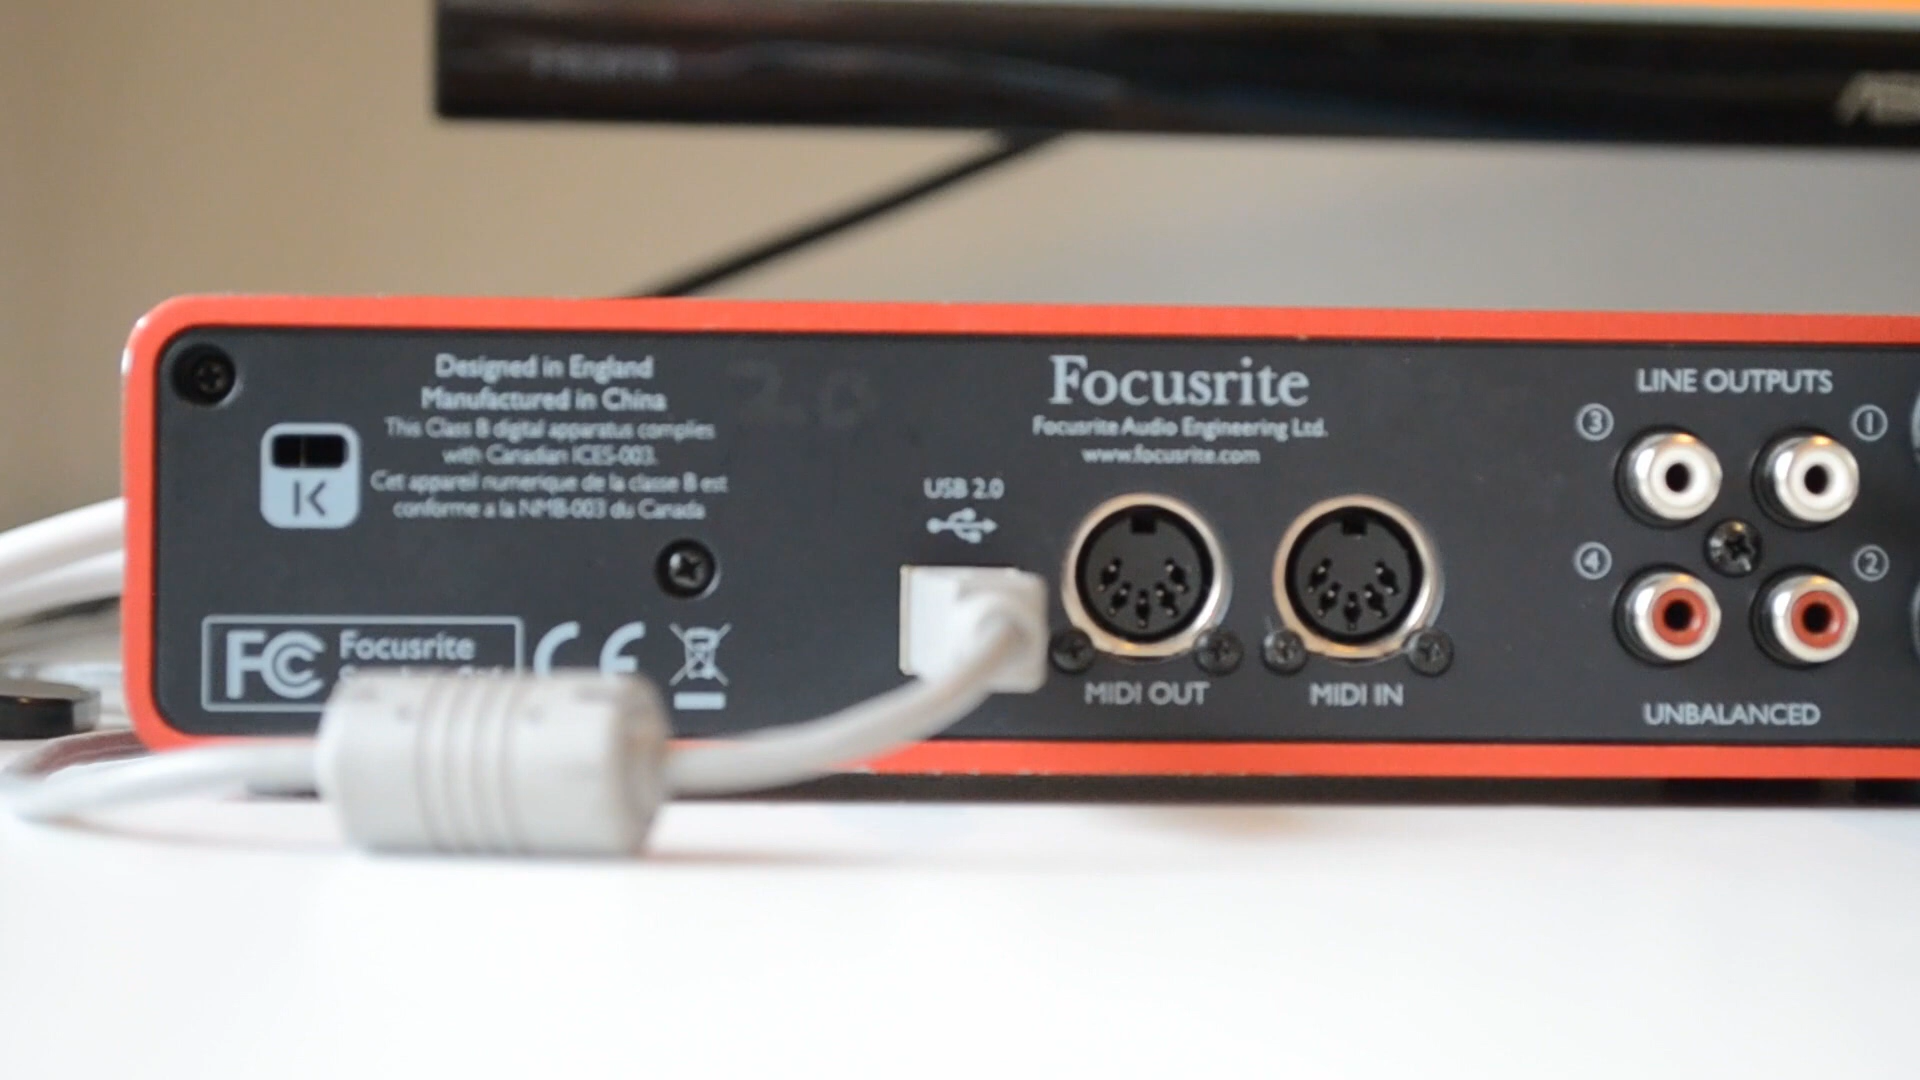 Designed in England
Manufactured in China
This Class B digital apparatus complies
with Canadian ICES-003.
Cet appareil numerique de la classe B est
conforme a la NMB-003 du Canada
K
FC Focusrite
CE
Focusrite
Focusrite Audio Engineering Ltd.
www.focusrite.com
USB 2.0
MIDI OUT
MIDI IN
LINE OUTPUTS
3
1
4
2
UNBALANCED